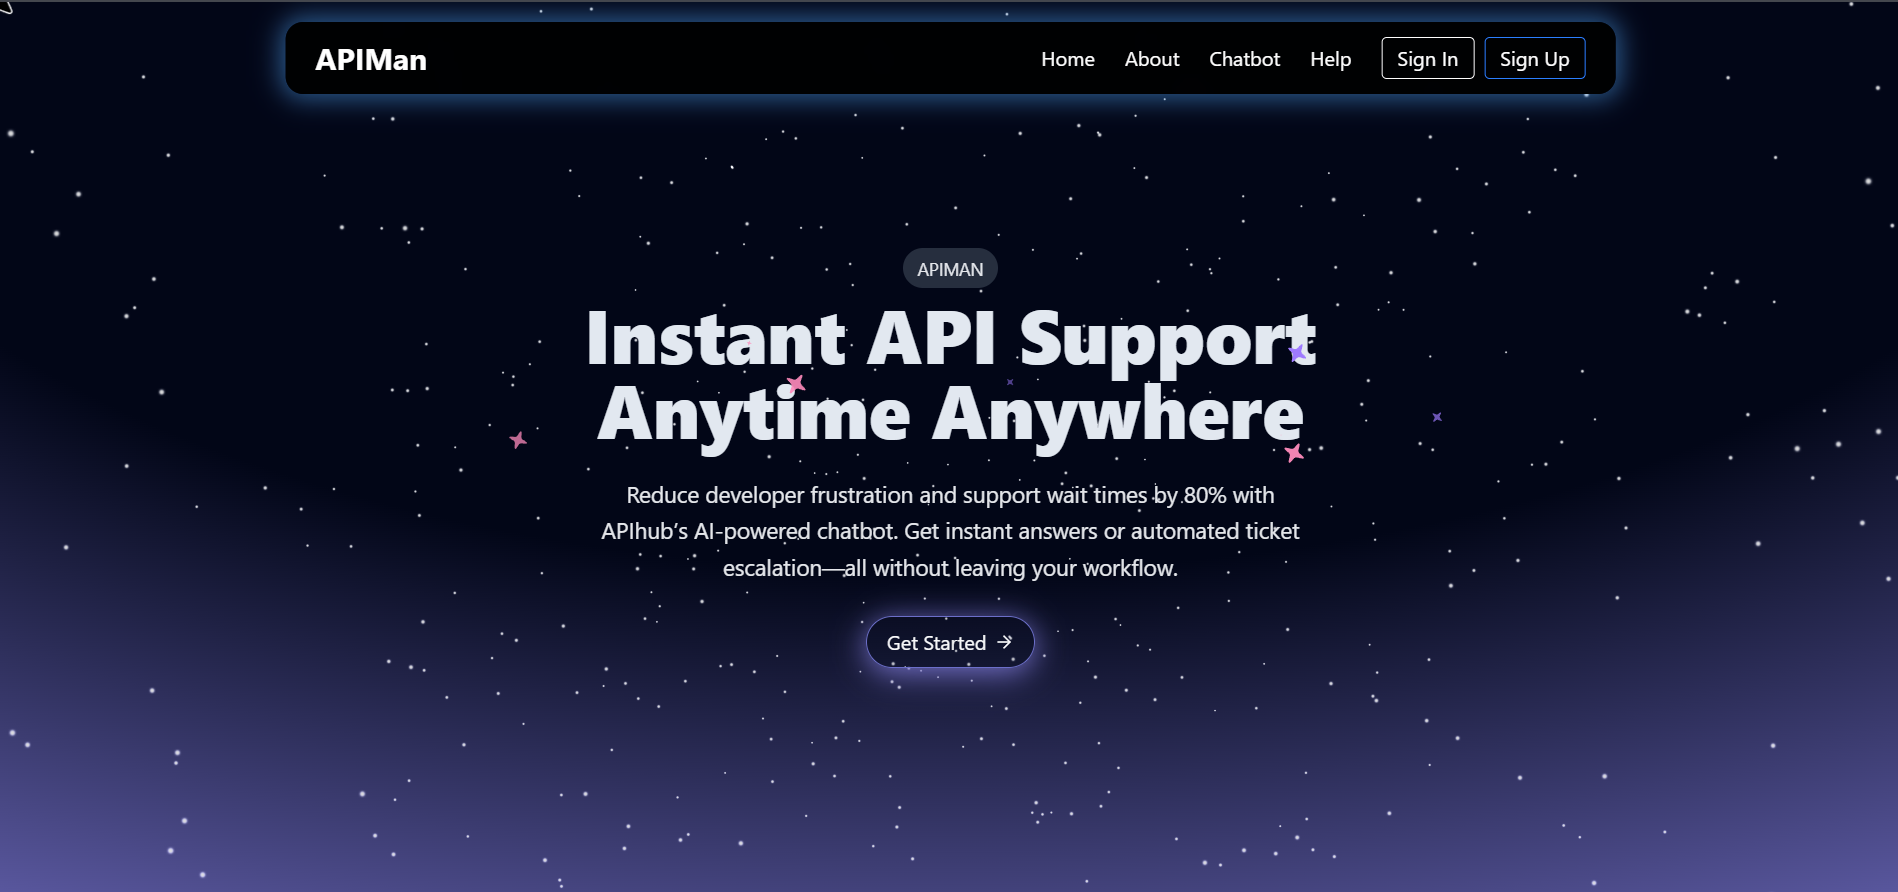 APIMan
Home About Chatbot Help Sign In Sign Up
APIMAN
Instant API Support
Anytime Anywhere
Reduce developer frustration and support wait times by 80% with
APIhub’s AI-powered chatbot. Get instant answers or automated ticket
escalation—all without leaving your workflow.
Get Started